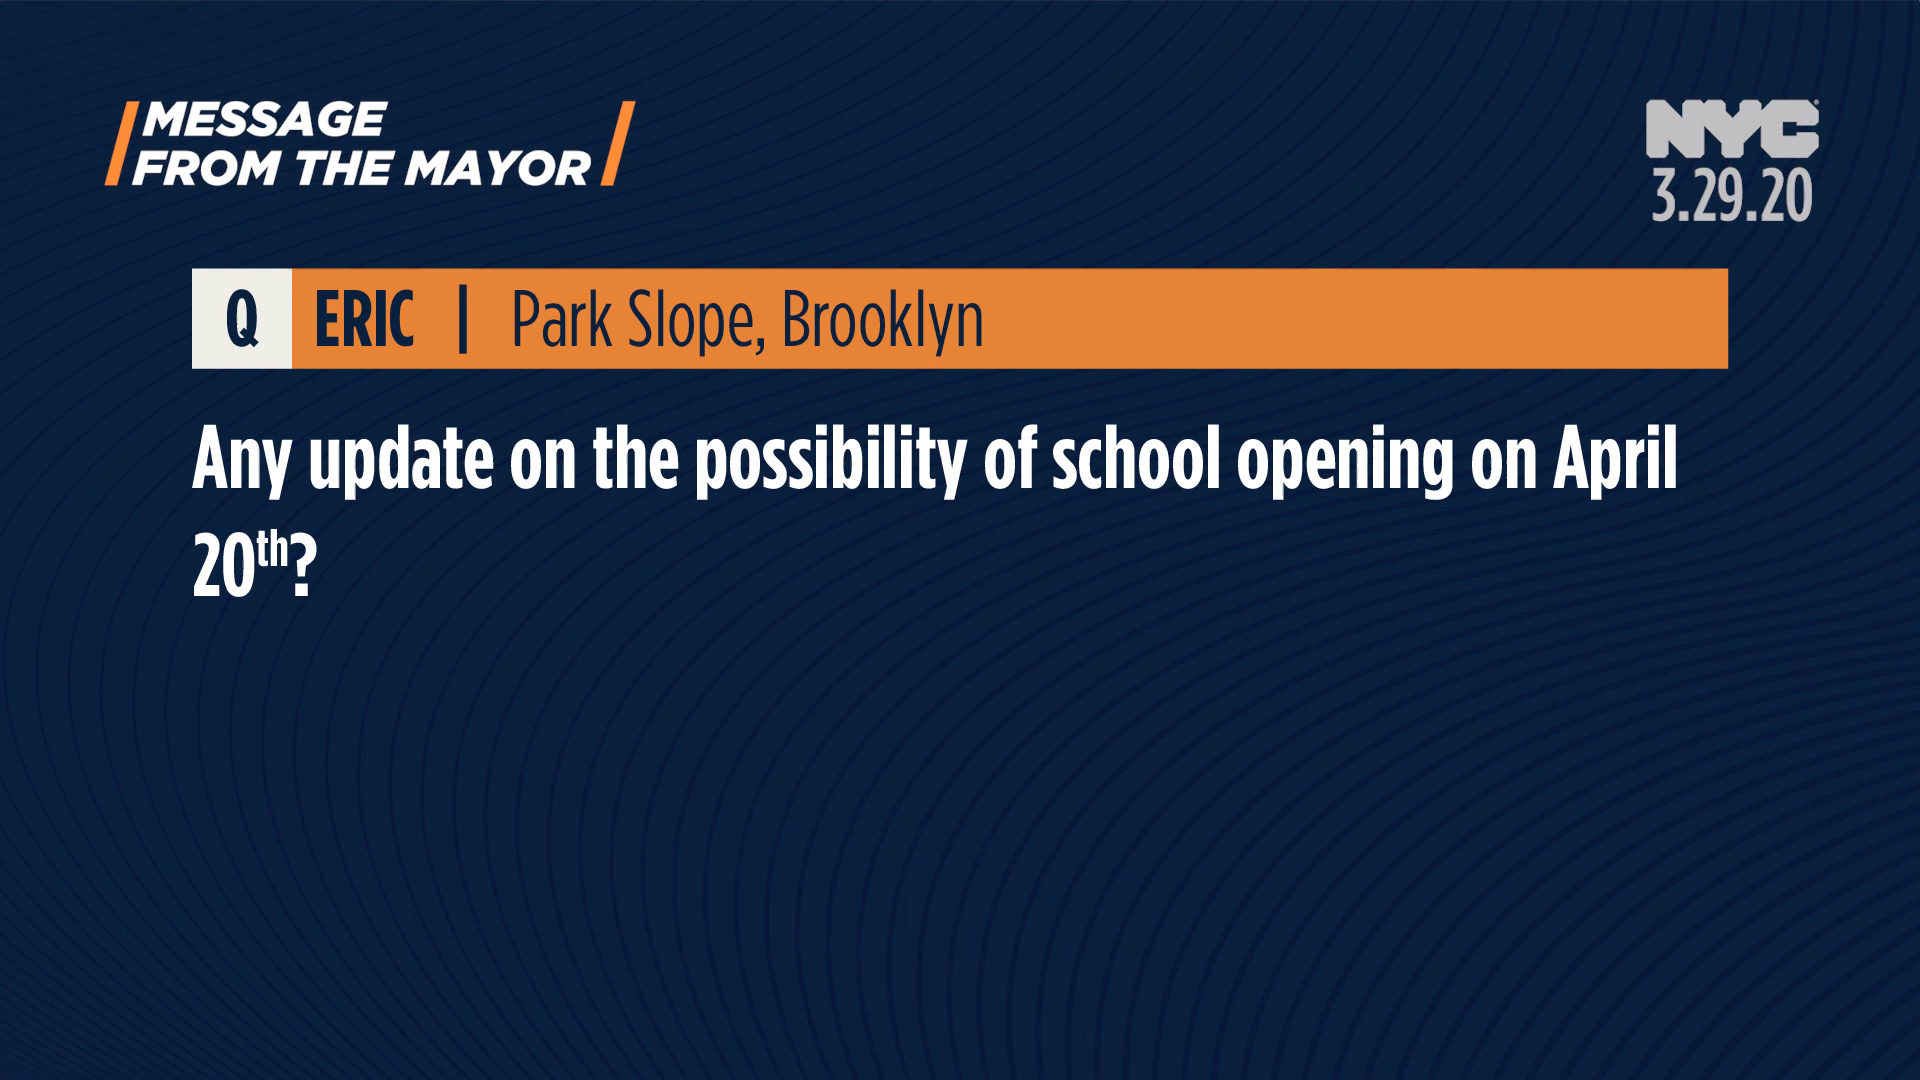 MESSAGE
FROM THE MAYOR
NYC
3.29.20
Q ERIC | Park Slope, Brooklyn
Any update on the possibility of school opening on April
20th?